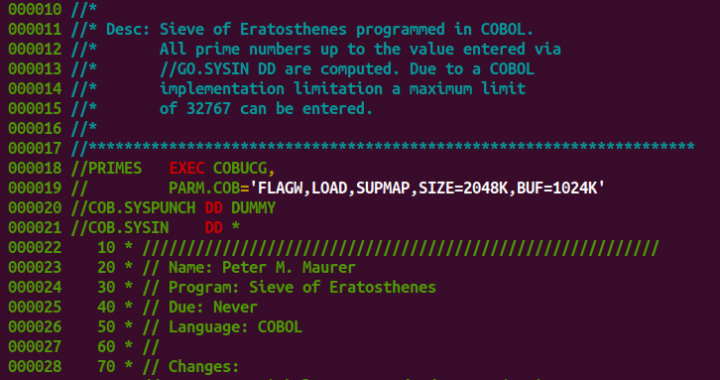 000010 //*
000011 //* Desc: Sieve of Eratosthenes programmed in COBOL.
000012 //*       All prime numbers up to the value entered via
000013 //*       //GO.SYSIN DD are computed. Due to a COBOL
000014 //*       implementation limitation a maximum limit
000015 //*       of 32767 can be entered.
000016 //*
000017 //********************************************************************
000018 //PRIMES   EXEC COBUCG,
000019 //         PARM.COB='FLAGW,LOAD,SUPMAP,SIZE=2048K,BUF=1024K'
000020 //COB.SYSPUNCH DD DUMMY
000021 //COB.SYSIN    DD *
000022    10 * //////////////////////////////////////////////////////////
000023    20 * // Name: Peter M. Maurer
000024    30 * // Program: Sieve of Eratosthenes
000025    40 * // Due: Never
000026    50 * // Language: COBOL
000027    60 * //
000028    70 * // Changes: